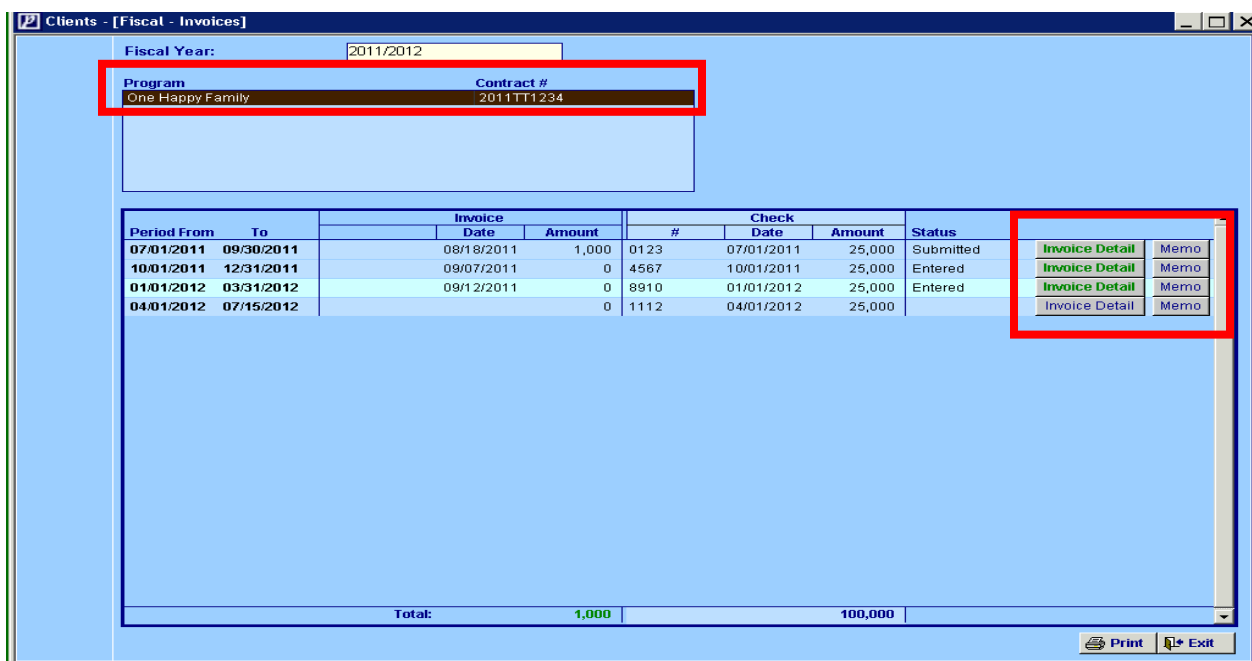 Clients - [Fiscal - Invoices]
Fiscal Year: 2011/2012
Program Contract #
One Happy Family 2011TT1234
Invoice Check
Period From To Date Amount # Date Amount Status
07/01/2011 09/30/2011 08/18/2011 1,000 0123 07/01/2011 25,000 Submitted Invoice Detail Memo
10/01/2011 12/31/2011 09/07/2011 0 4567 10/01/2011 25,000 Entered Invoice Detail Memo
01/01/2012 03/31/2012 09/12/2011 0 8910 01/01/2012 25,000 Entered Invoice Detail Memo
04/01/2012 07/15/2012 0 1112 04/01/2012 25,000 Invoice Detail Memo
Total: 1,000 100,000
Print Exit